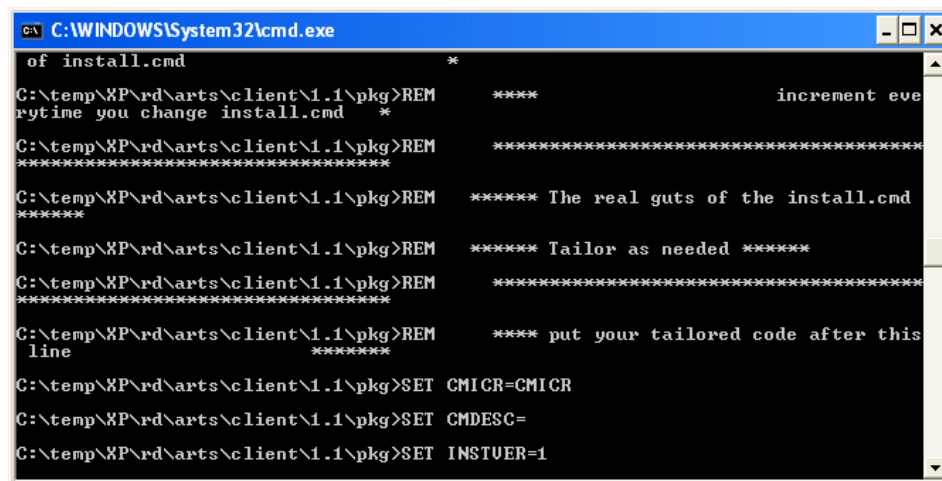 C:\WINDOWS\System32\cmd.exe
of install.cmd                       *
C:\temp\XP\rd\arts\client\1.1\pkg>REM     ****                     increment eve
rytime you change install.cmd   *
C:\temp\XP\rd\arts\client\1.1\pkg>REM     *************************************
********************************
C:\temp\XP\rd\arts\client\1.1\pkg>REM   ****** The real guts of the install.cmd
******
C:\temp\XP\rd\arts\client\1.1\pkg>REM   ****** Tailor as needed ******
C:\temp\XP\rd\arts\client\1.1\pkg>REM     *************************************
********************************
C:\temp\XP\rd\arts\client\1.1\pkg>REM     **** put your tailored code after this
line                     *******
C:\temp\XP\rd\arts\client\1.1\pkg>SET CMICR=CMICR
C:\temp\XP\rd\arts\client\1.1\pkg>SET CMDESC=
C:\temp\XP\rd\arts\client\1.1\pkg>SET INSTVER=1